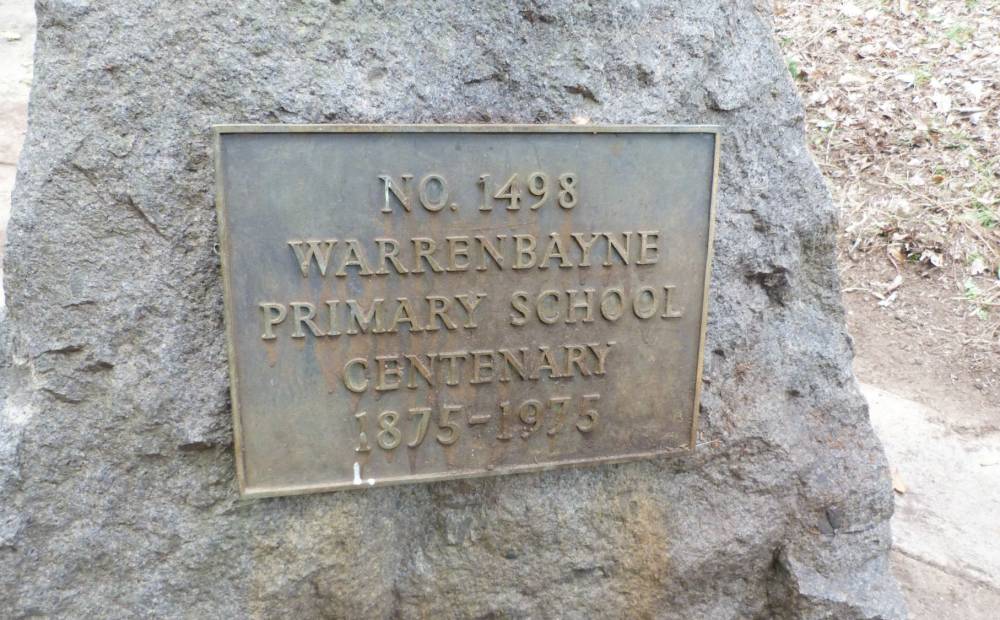 NO. 1498
WARRENBAYNE
PRIMARY SCHOOL
CENTENARY
1875-1975